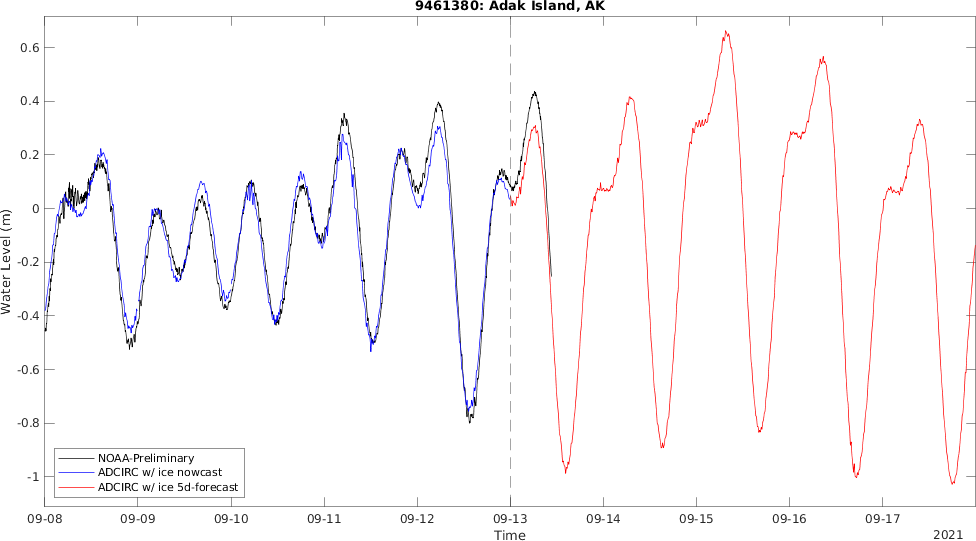 9461380: Adak Island, AK
Water Level (m)
0.6
0.4
0.2
0
-0.2
-0.4
-0.6
-0.8
-1
NOAA-Preliminary
ADCIRC w/ ice nowcast
ADCIRC w/ ice 5d-forecast
09-08 09-09 09-10 09-11 09-12 09-13 09-14 09-15 09-16 09-17
Time
2021